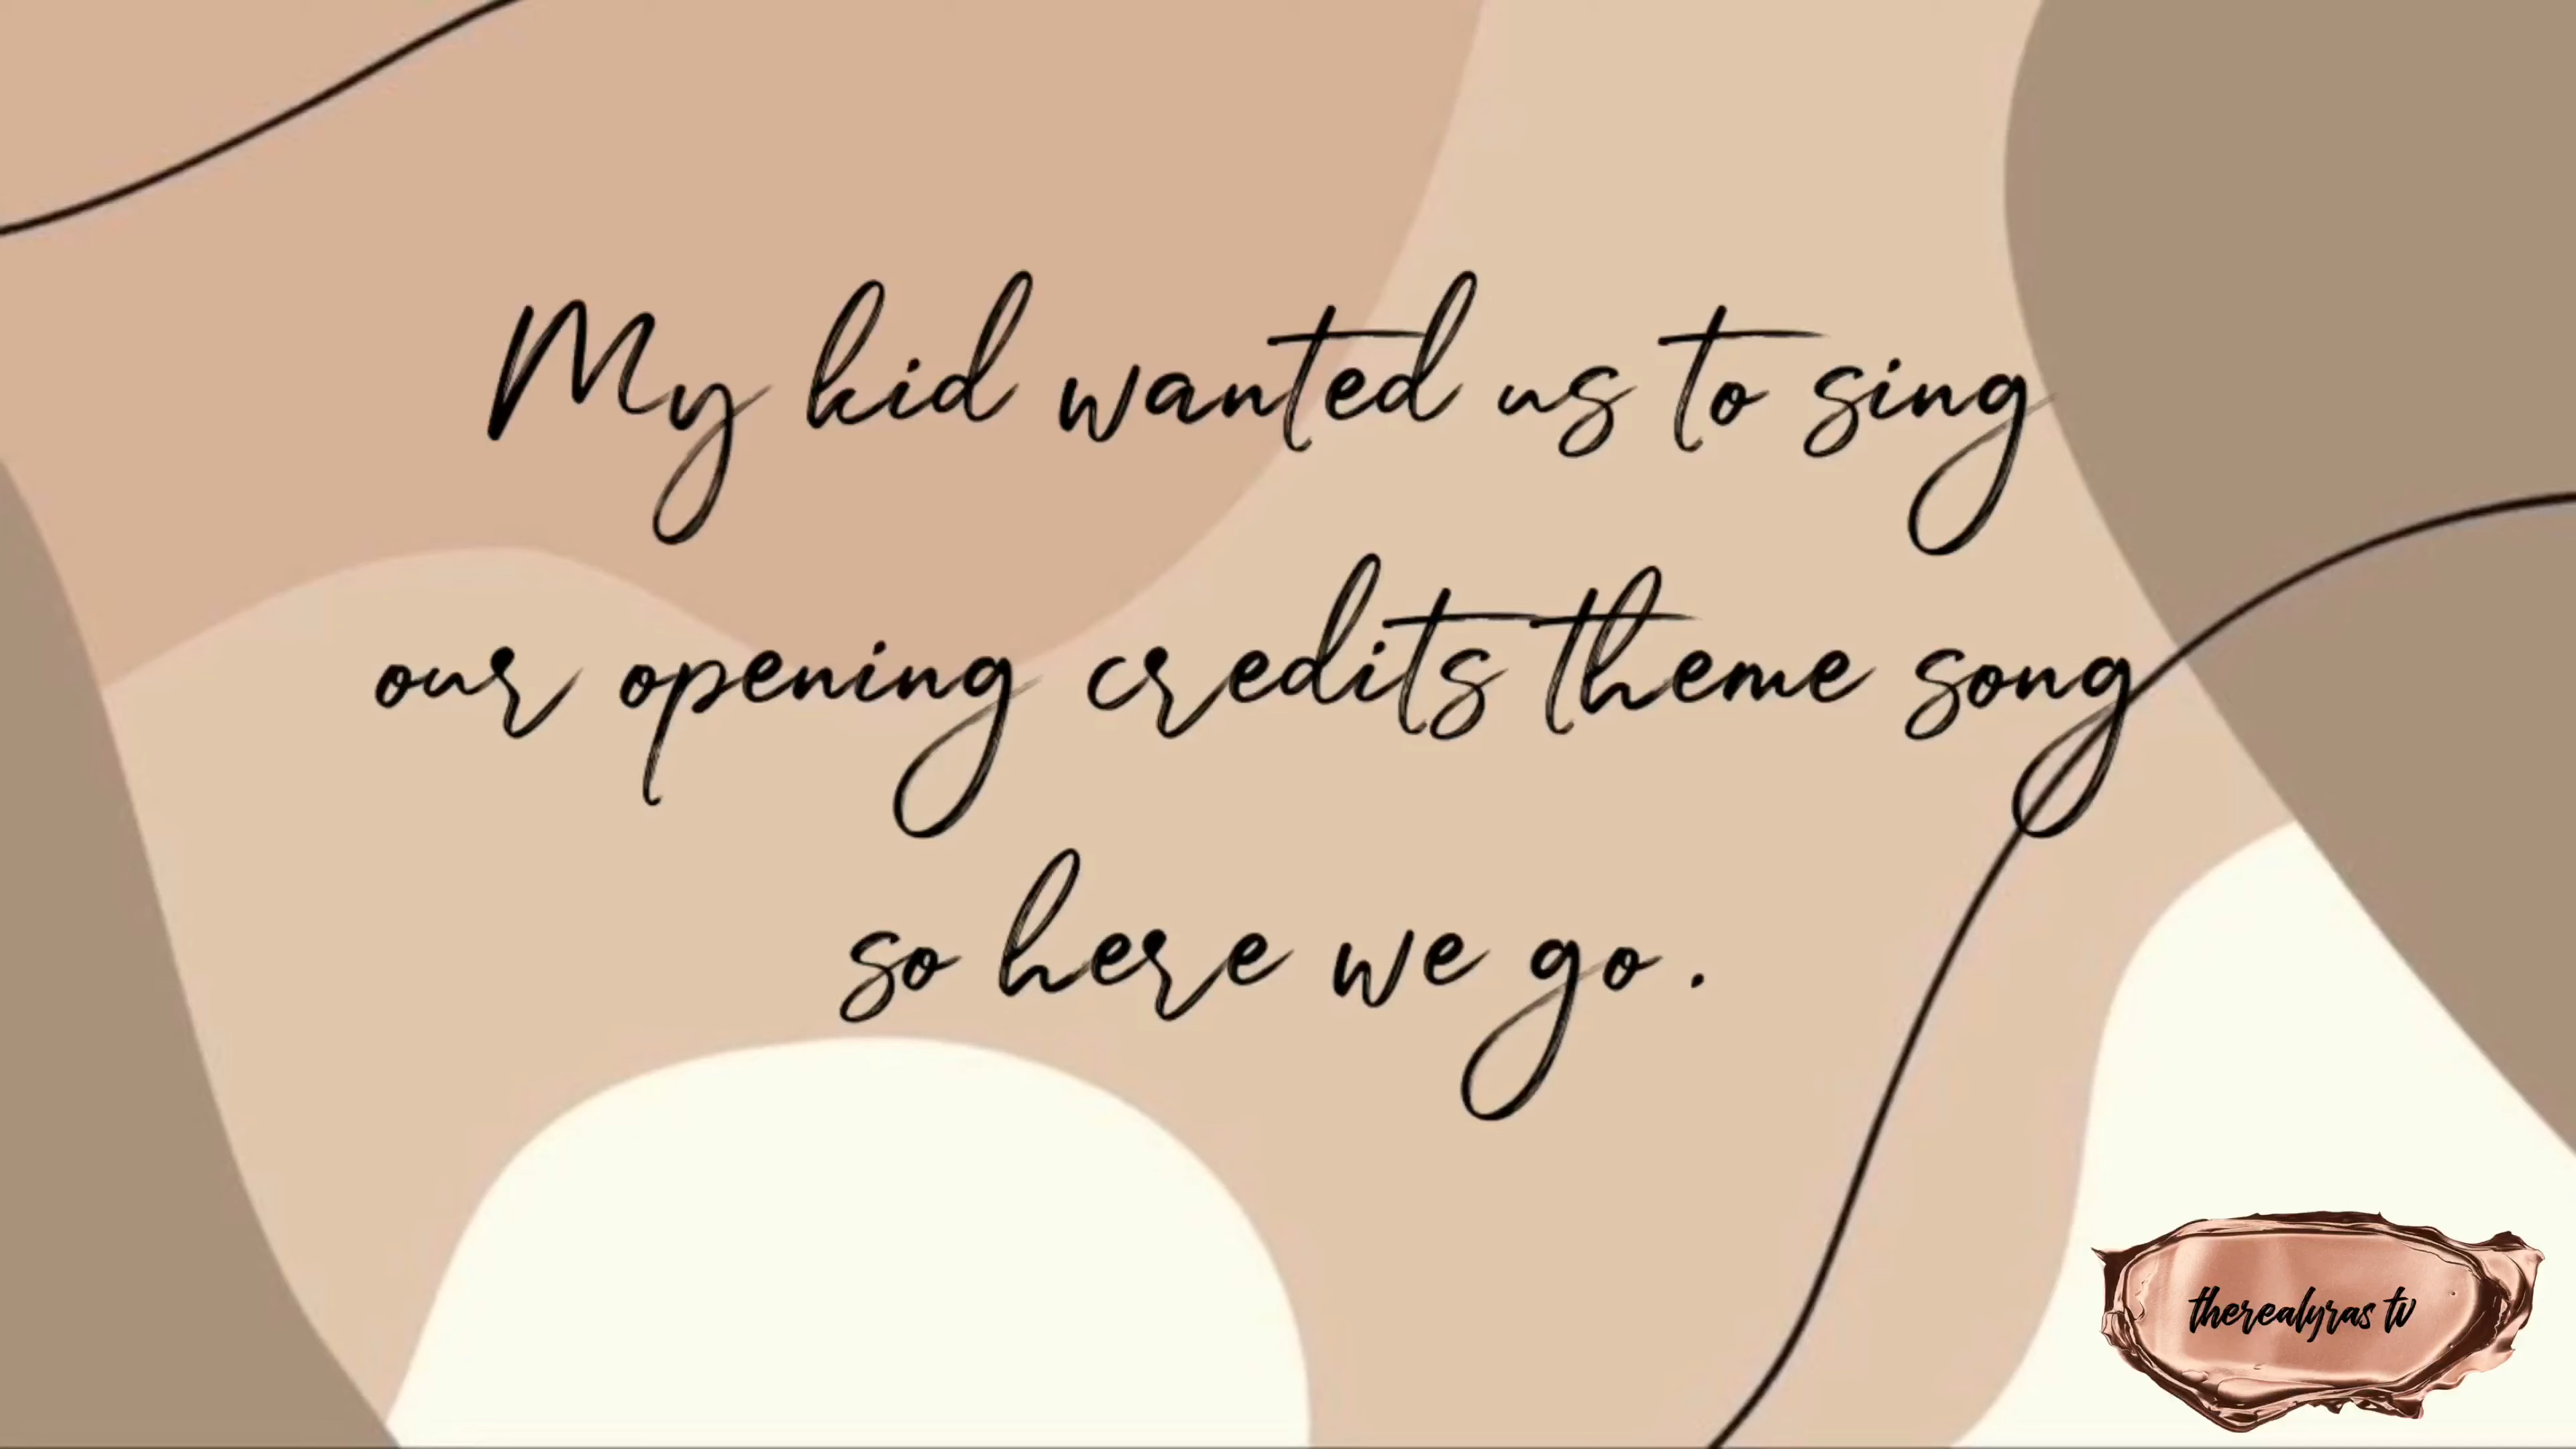 My kid wanted us to sing
our opening credits theme song
so here we go.
therealyras tv